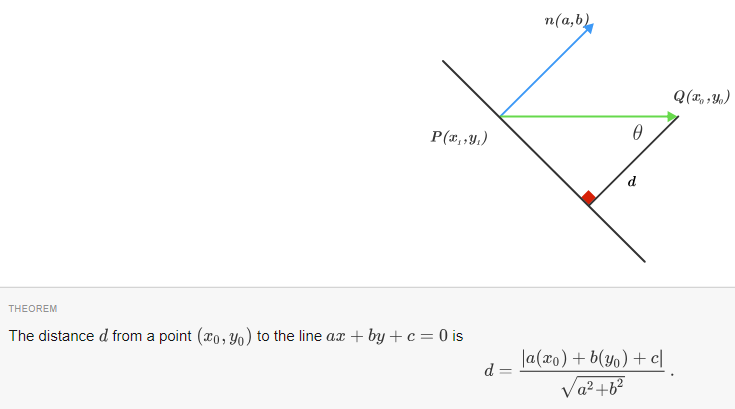 n(a,b)
Q(x₀,y₀)
P(x₁,y₁)
θ
d
THEOREM
The distance d from a point (x₀, y₀) to the line ax + by + c = 0 is
d = |a(x₀) + b(y₀) + c| / √(a²+b²) .